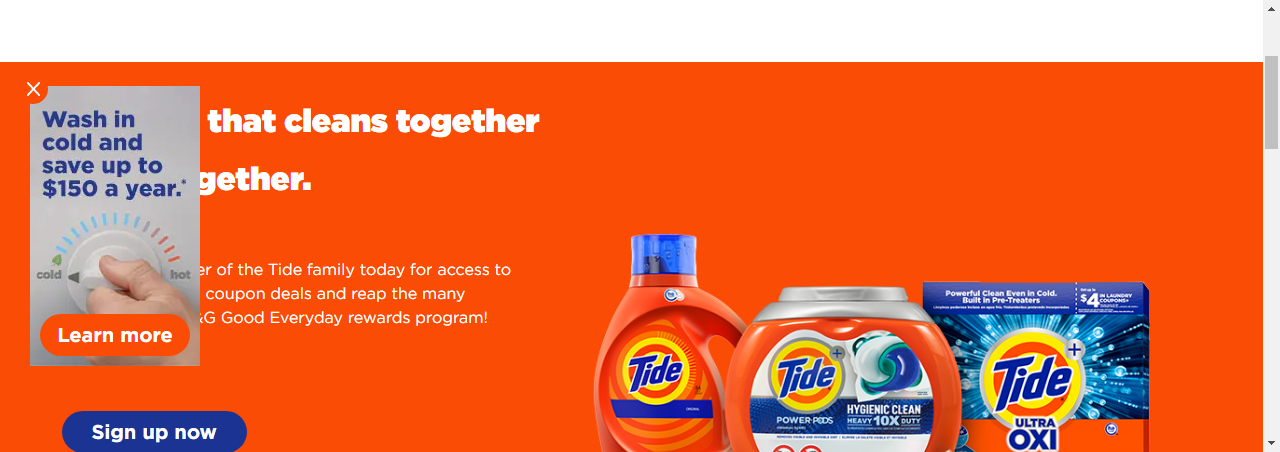 Wash in
cold and
save up to
$150 a year.*
cold
hot
Learn more
that cleans together
gether.
er of the Tide family today for access to
coupon deals and reap the many
&G Good Everyday rewards program!
Sign up now
Tide
ORIGINAL
Tide+
POWER PODS
HYGIENIC CLEAN
HEAVY 10X DUTY
Powerful Clean Even in Cold.
Built in Pre-Treaters
Get up to
$4 IN LAUNDRY
COUPONS+
Tide+
ULTRA
OXI